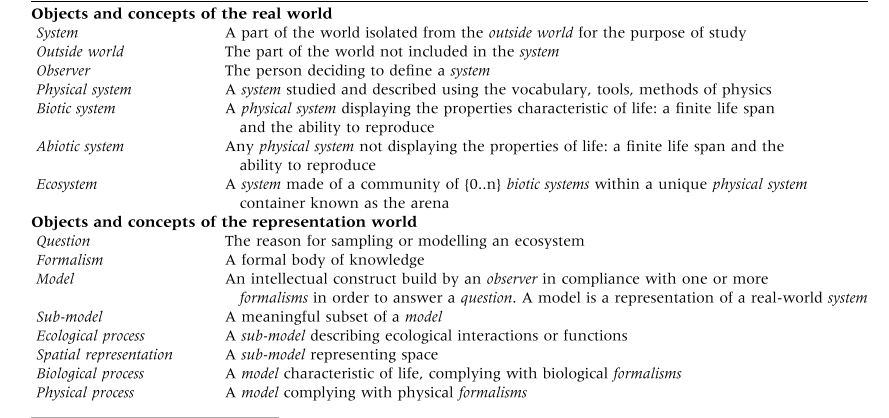 Objects and concepts of the real world
System A part of the world isolated from the outside world for the purpose of study
Outside world The part of the world not included in the system
Observer The person deciding to define a system
Physical system A system studied and described using the vocabulary, tools, methods of physics
Biotic system A physical system displaying the properties characteristic of life: a finite life span
and the ability to reproduce
Abiotic system Any physical system not displaying the properties of life: a finite life span and the
ability to reproduce
Ecosystem A system made of a community of {0..n} biotic systems within a unique physical system
container known as the arena
Objects and concepts of the representation world
Question The reason for sampling or modelling an ecosystem
Formalism A formal body of knowledge
Model An intellectual construct build by an observer in compliance with one or more
formalisms in order to answer a question. A model is a representation of a real-world system
Sub-model A meaningful subset of a model
Ecological process A sub-model describing ecological interactions or functions
Spatial representation A sub-model representing space
Biological process A model characteristic of life, complying with biological formalisms
Physical process A model complying with physical formalisms